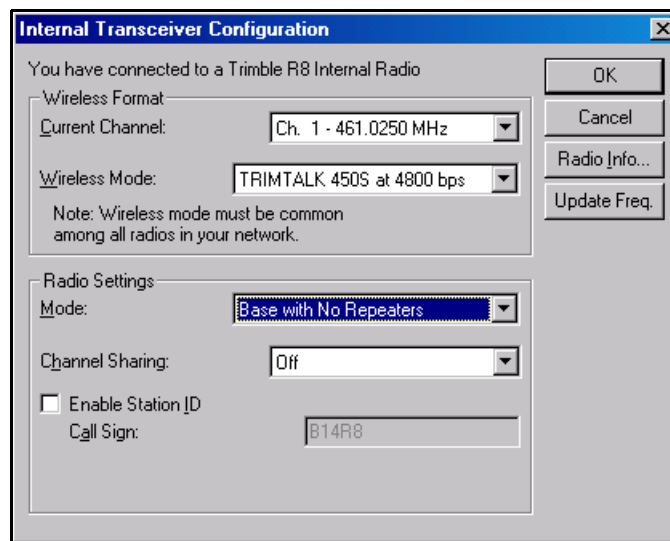 Internal Transceiver Configuration
You have connected to a Trimble R8 Internal Radio
Wireless Format
Current Channel: Ch. 1 - 461.0250 MHz
Wireless Mode: TRIMTALK 450S at 4800 bps
Note: Wireless mode must be common
among all radios in your network.
Radio Settings
Mode: Base with No Repeaters
Channel Sharing: Off
Enable Station ID
Call Sign: B14R8
OK
Cancel
Radio Info...
Update Freq.